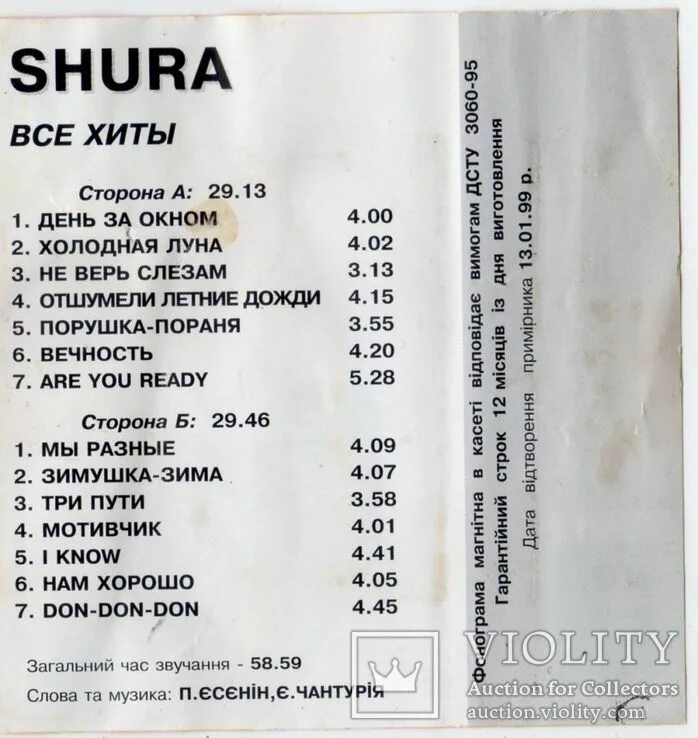 SHURA
ВСЕ ХИТЫ
Сторона А: 29.13
1. ДЕНЬ ЗА ОКНОМ 4.00
2. ХОЛОДНАЯ ЛУНА 4.02
3. НЕ ВЕРЬ СЛЕЗАМ 3.13
4. ОТШУМЕЛИ ЛЕТНИЕ ДОЖДИ 4.15
5. ПОРУШКА-ПОРАНЯ 3.55
6. ВЕЧНОСТЬ 4.20
7. ARE YOU READY 5.28
Сторона Б: 29.46
1. МЫ РАЗНЫЕ 4.09
2. ЗИМУШКА-ЗИМА 4.07
3. ТРИ ПУТИ 3.58
4. МОТИВЧИК 4.01
5. I KNOW 4.41
6. НАМ ХОРОШО 4.05
7. DON-DON-DON 4.45
Загальний час звучання - 58.59
Слова та музика: П.ЄСЄНІН,Є.ЧАНТУРІЯ
Фонограма магнітна в касеті відповідає вимогам ДСТУ 3060-95
Гарантійний строк 12 місяців із дня виготовлення
Дата відтворення примірника 13.01.99 р.
VIOLITY
Auction for Collectors
auction.violity.com